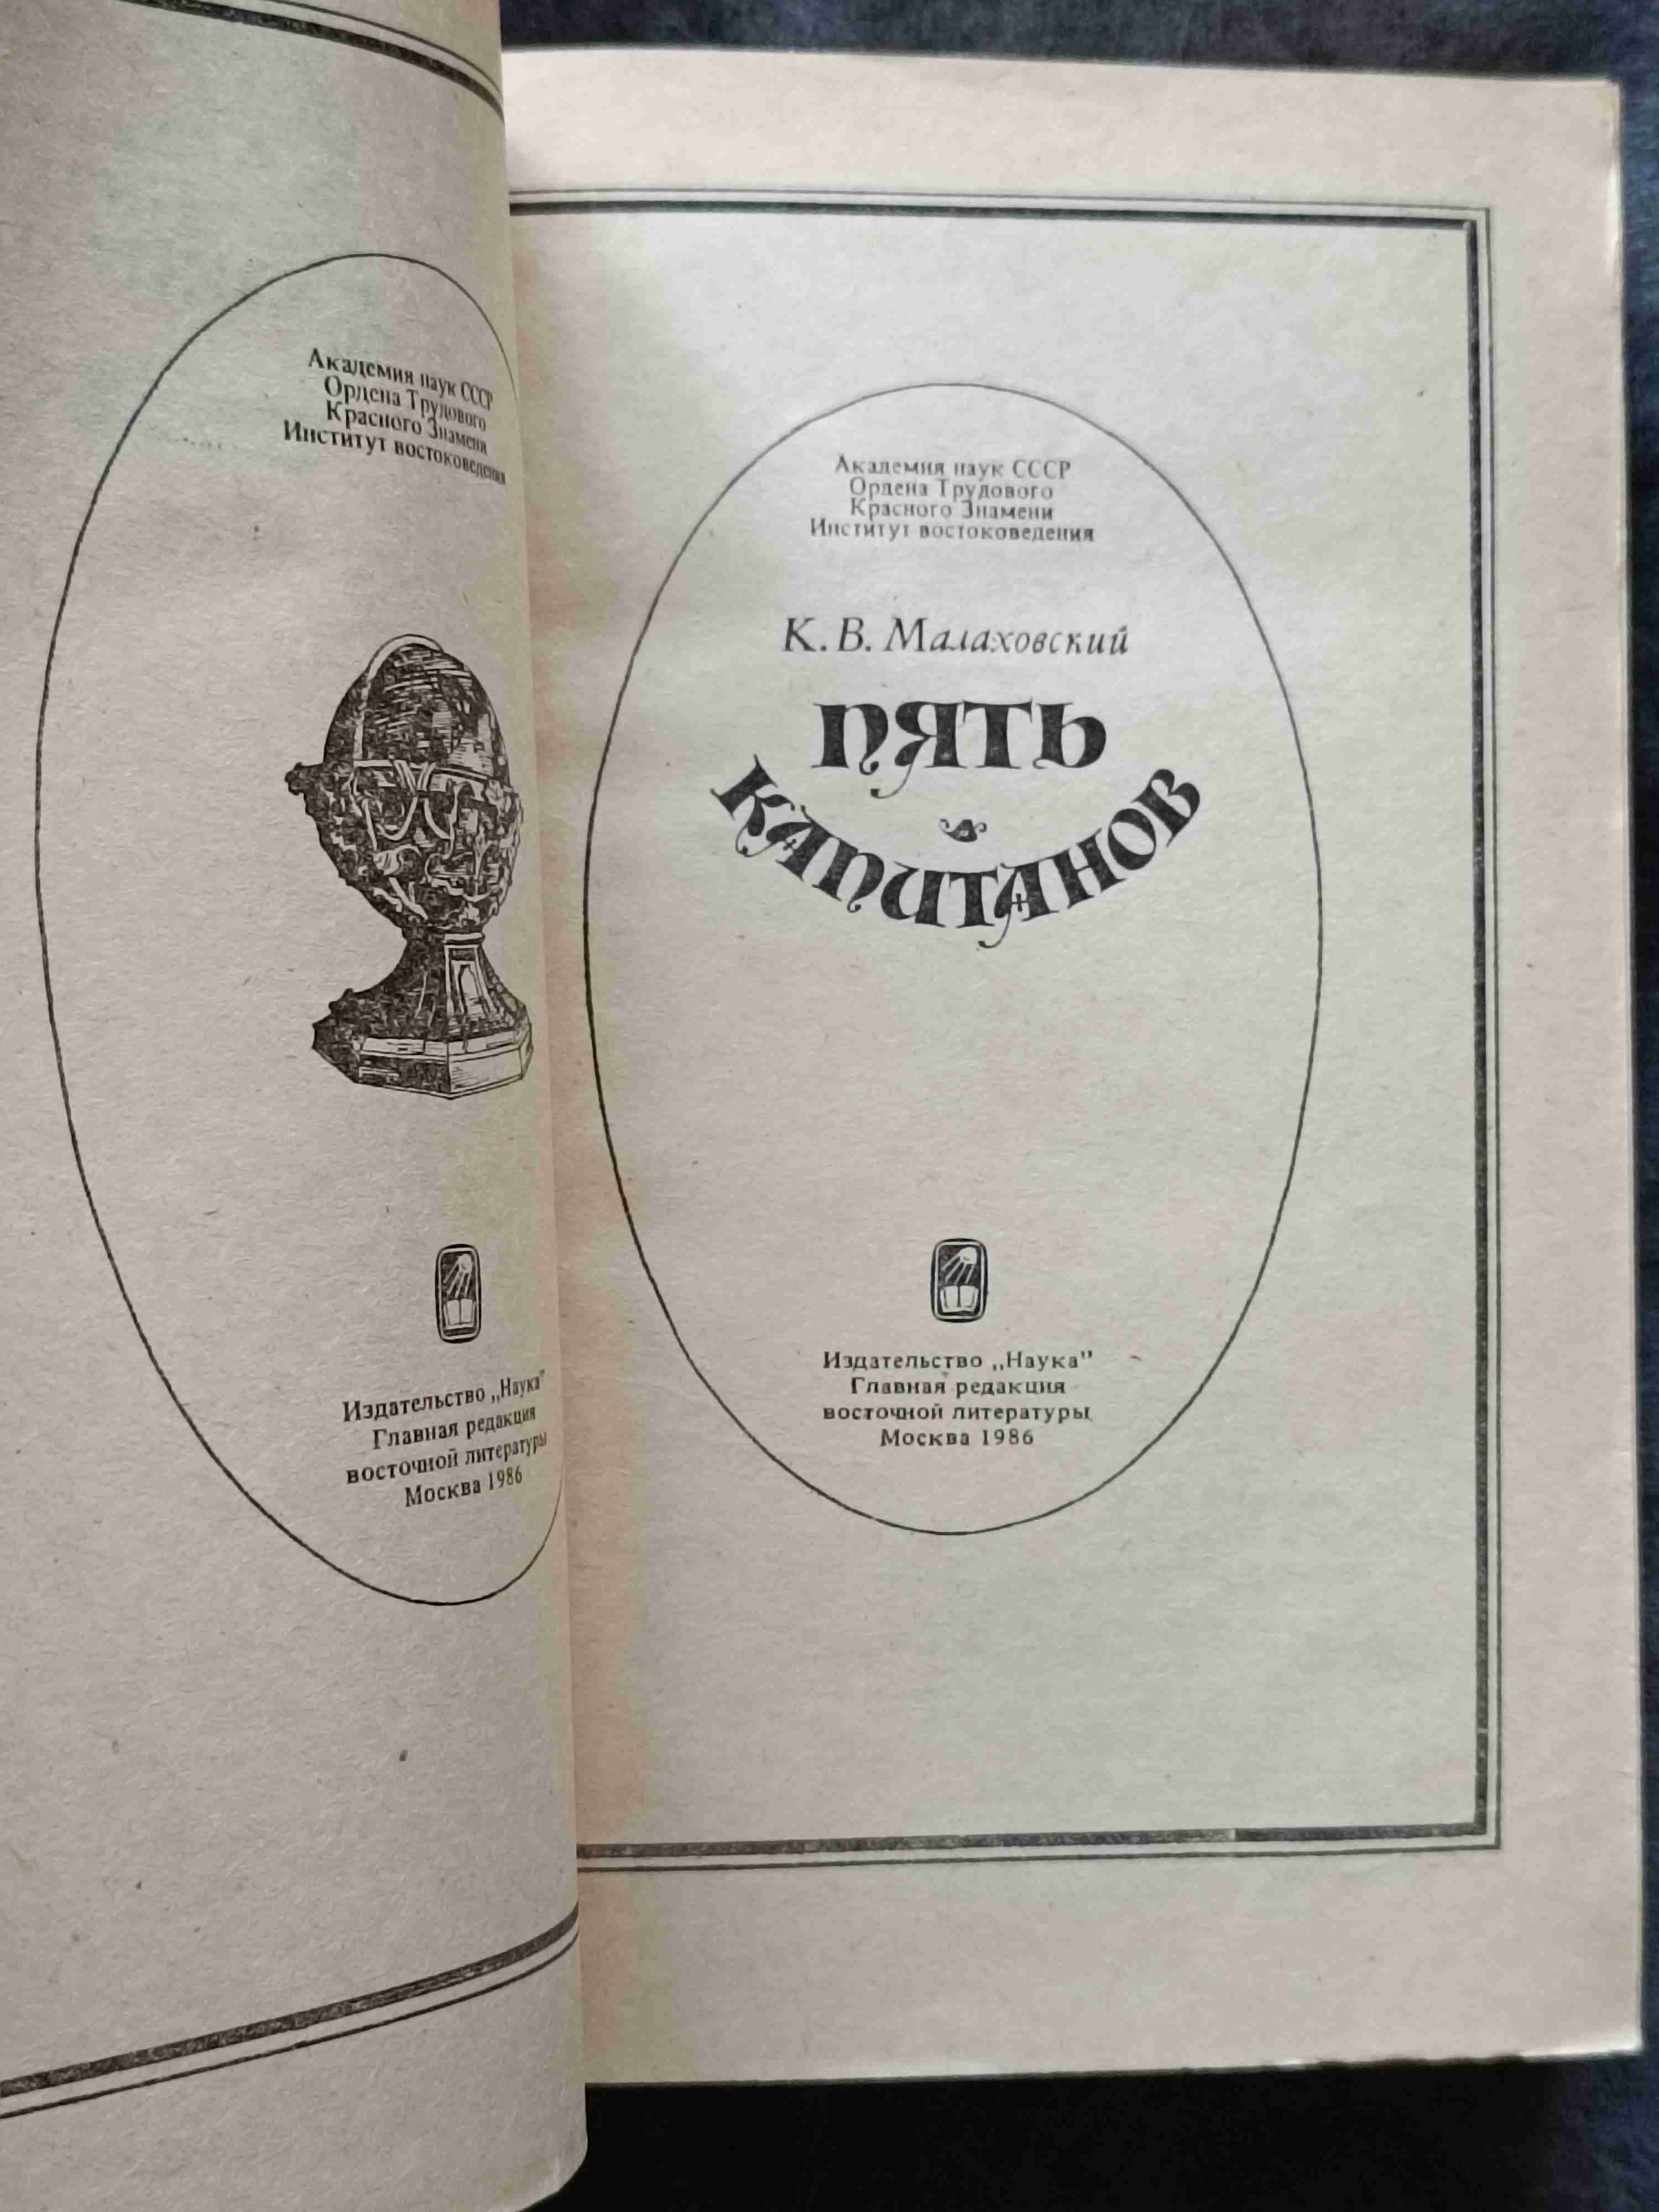 Академия наук СССР
Ордена Трудового
Красного Знамени
Институт востоковедения
Издательство „Наука”
Главная редакция
восточной литературы
Москва 1986
Академия наук СССР
Ордена Трудового
Красного Знамени
Институт востоковедения
К. В. Малаховский
ПЯТЬ
КАПИТАНОВ
Издательство „Наука”
Главная редакция
восточной литературы
Москва 1986